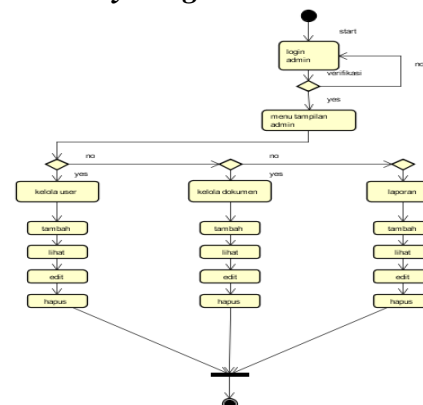 start
login
admin
no
verifikasi
yes
menu tampilan
admin
no
no
yes
yes
kelola user
kelola dokumen
laporan
tambah
tambah
tambah
lihat
lihat
lihat
edit
edit
edit
hapus
hapus
hapus